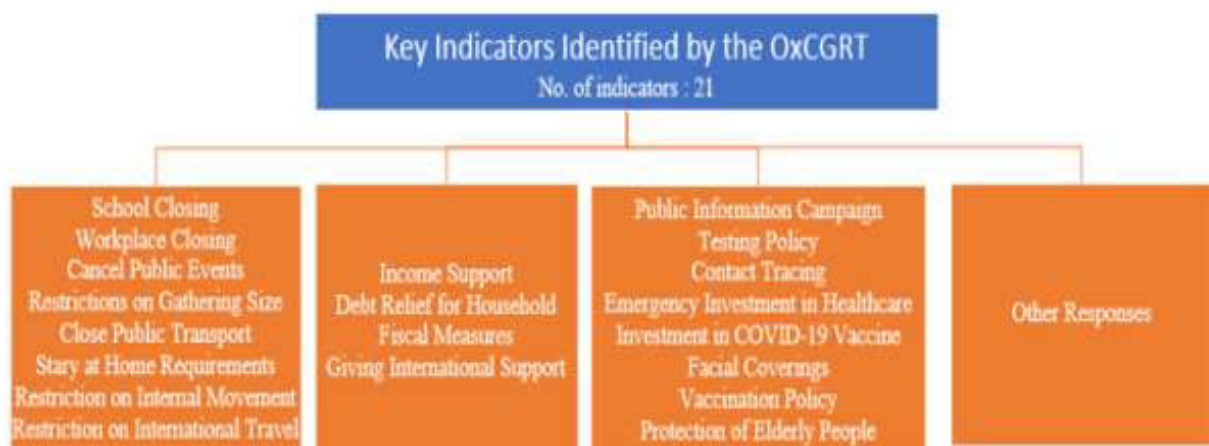 Key Indicators Identified by the OxCGRT
No. of indicators : 21
School Closing
Workplace Closing
Cancel Public Events
Restrictions on Gathering Size
Close Public Transport
Stary at Home Requirements
Restriction on Internal Movement
Restriction on International Travel
Income Support
Debt Relief for Household
Fiscal Measures
Giving International Support
Public Information Campaign
Testing Policy
Contact Tracing
Emergency Investment in Healthcare
Investment in COVID-19 Vaccine
Facial Coverings
Vaccination Policy
Protection of Elderly People
Other Responses